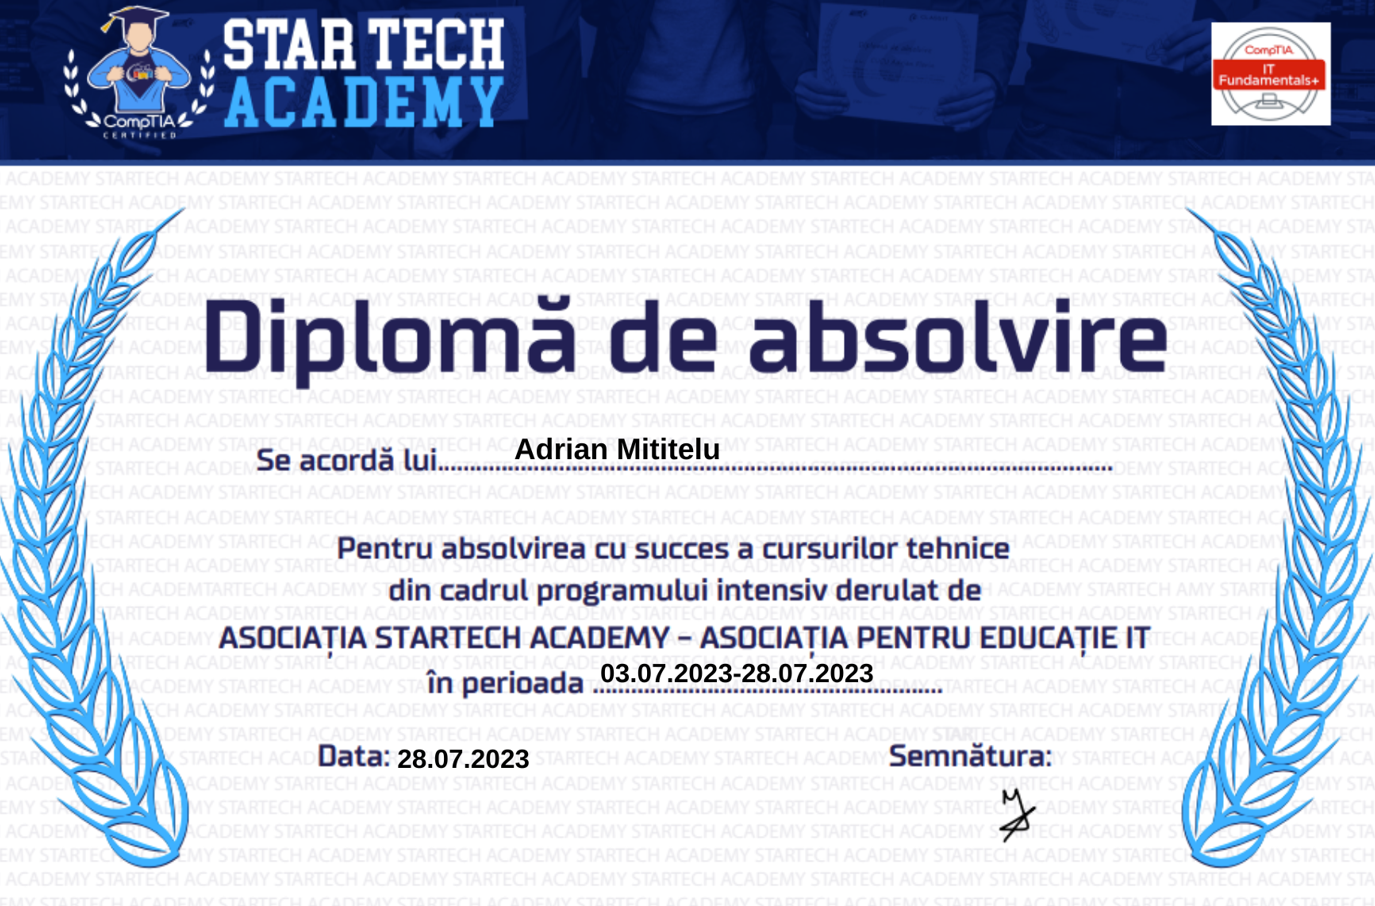 STAR TECH
ACADEMY
CompTIA
CERTIFIED
CompTIA
IT
Fundamentals+
Diplomă de absolvire
Se acordă lui.....Adrian Mititelu.....
Pentru absolvirea cu succes a cursurilor tehnice
din cadrul programului intensiv derulat de
ASOCIAȚIA STARTECH ACADEMY – ASOCIAȚIA PENTRU EDUCAȚIE IT
în perioada 03.07.2023-28.07.2023
Data: 28.07.2023
Semnătura: